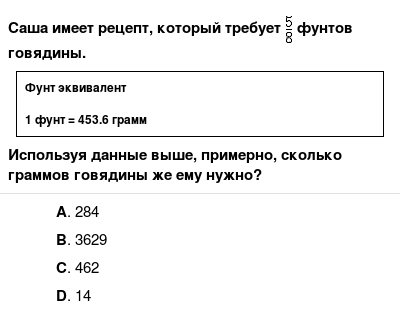 Саша имеет рецепт, который требует 5/8 фунтов
говядины.
Фунт эквивалент
1 фунт = 453.6 грамм
Используя данные выше, примерно, сколько
граммов говядины же ему нужно?
A. 284
B. 3629
C. 462
D. 14